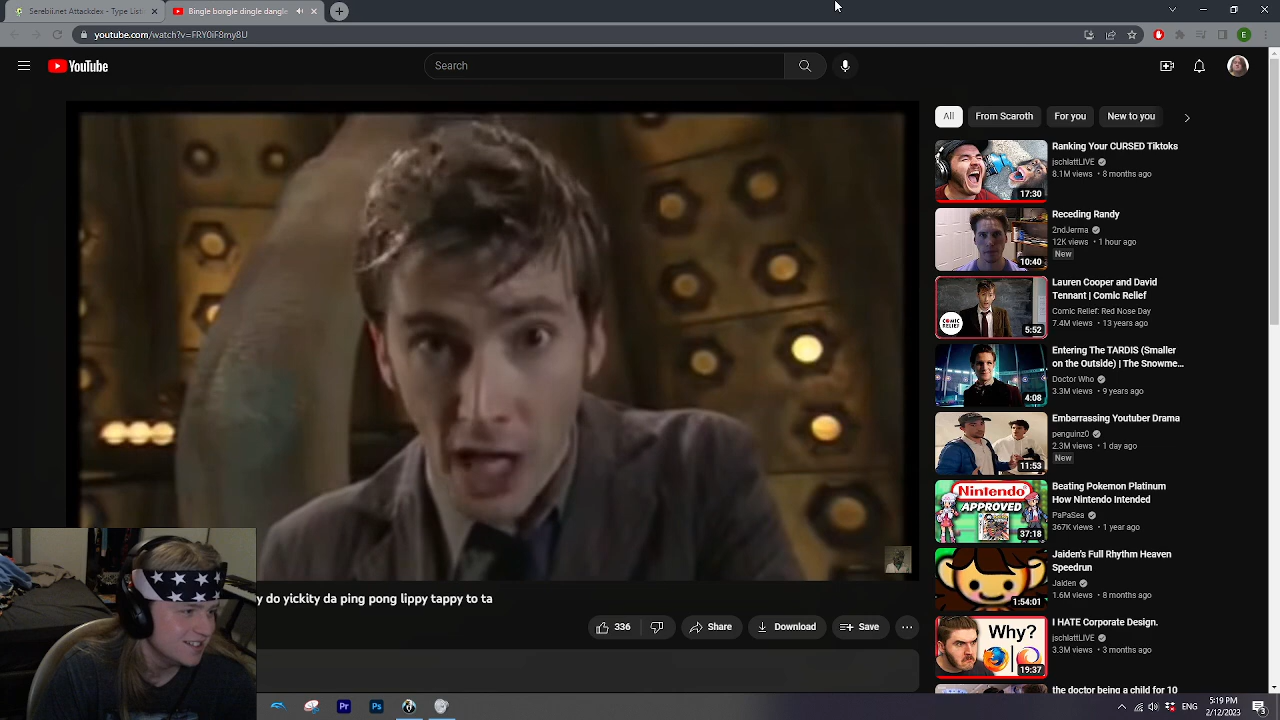 Serebii.net Attackdex - Type Listi
Bingle bongle dingle dangle
youtube.com/watch?v=FRY0iF8my8U
E
YouTube
Search
All
From Scaroth
For you
New to you
17:30
Ranking Your CURSED Tiktoks
jschlattLIVE
8.1M views • 8 months ago
10:40
Receding Randy
2ndJerma
12K views • 1 hour ago
New
COMIC
RELIEF
5:52
Lauren Cooper and David
Tennant | Comic Relief
Comic Relief: Red Nose Day
7.4M views • 13 years ago
4:08
Entering The TARDIS (Smaller
on the Outside) | The Snowme...
Doctor Who
3.3M views • 9 years ago
11:53
Embarrassing Youtuber Drama
penguinz0
2.3M views • 1 day ago
New
Nintendo
APPROVED
37:18
Beating Pokemon Platinum
How Nintendo Intended
PaPaSea
367K views • 1 year ago
1:54:01
Jaiden's Full Rhythm Heaven
Speedrun
Jaiden
1.6M views • 8 months ago
Why?
19:37
I HATE Corporate Design.
jschlattLIVE
3.3M views • 3 months ago
the doctor being a child for 10
y do yickity da ping pong lippy tappy to ta
336
Share
Download
Save
Pr
Ps
ENG
5:19 PM
2/12/2023